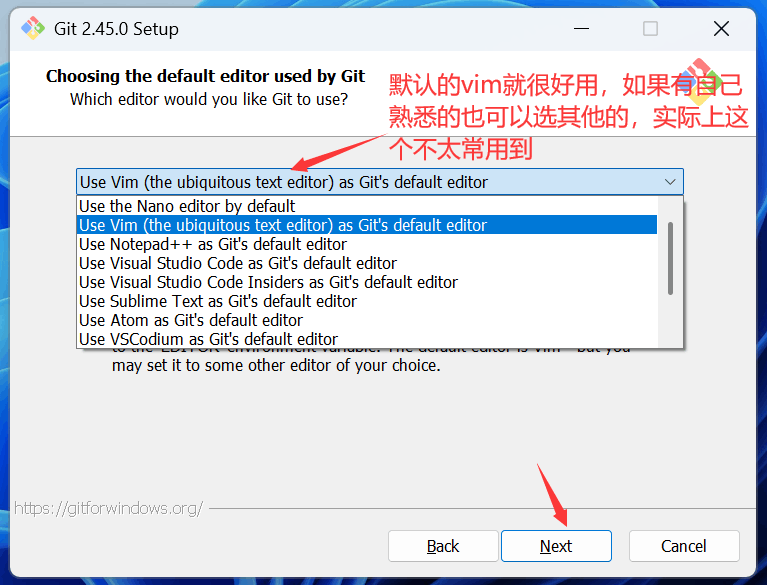 Git 2.45.0 Setup
Choosing the default editor used by Git
Which editor would you like Git to use?
默认的vim就很好用，如果有自己
熟悉的也可以选其他的，实际上这
个不太常用到
Use Vim (the ubiquitous text editor) as Git's default editor
Use the Nano editor by default
Use Vim (the ubiquitous text editor) as Git's default editor
Use Notepad++ as Git's default editor
Use Visual Studio Code as Git's default editor
Use Visual Studio Code Insiders as Git's default editor
Use Sublime Text as Git's default editor
Use Atom as Git's default editor
Use VSCodium as Git's default editor
to the 'EDITOR' environment variable. The default editor is Vim - but you
may set it to some other editor of your choice.
https://gitforwindows.org/
Back
Next
Cancel